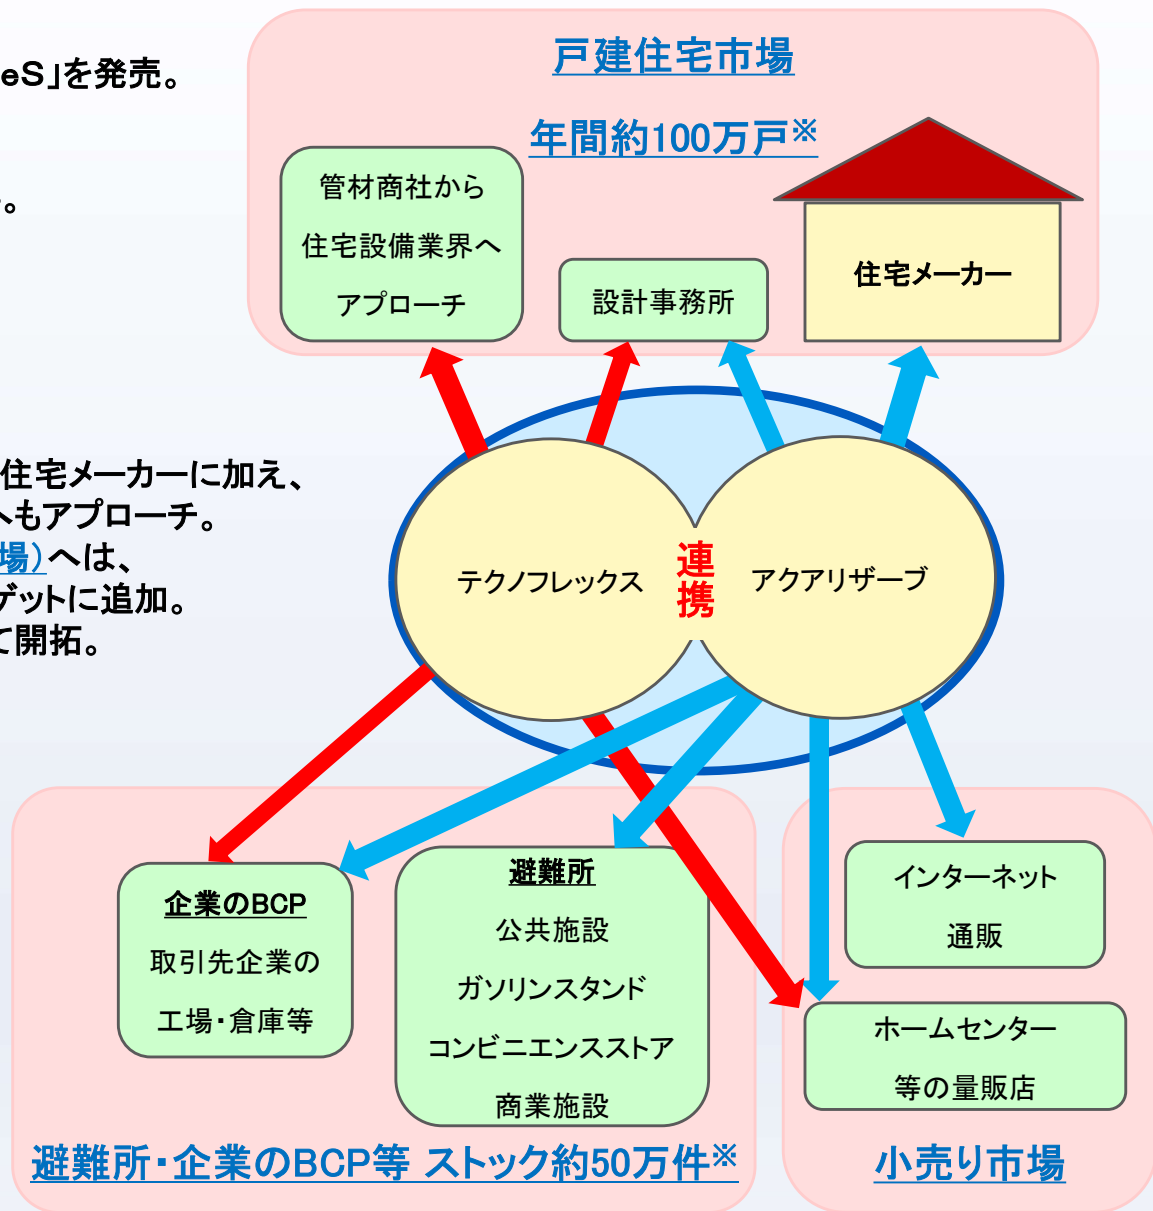 eS」を発売。
。
住宅メーカーに加え、
へもアプローチ。
場）へは、
ゲットに追加。
て開拓。
戸建住宅市場
年間約100万戸※
管材商社から
住宅設備業界へ
アプローチ
設計事務所
住宅メーカー
テクノフレックス
連携
アクアリザーブ
企業のBCP
取引先企業の
工場・倉庫等
避難所
公共施設
ガソリンスタンド
コンビニエンスストア
商業施設
避難所・企業のBCP等 ストック約50万件※
インターネット
通販
ホームセンター
等の量販店
小売り市場